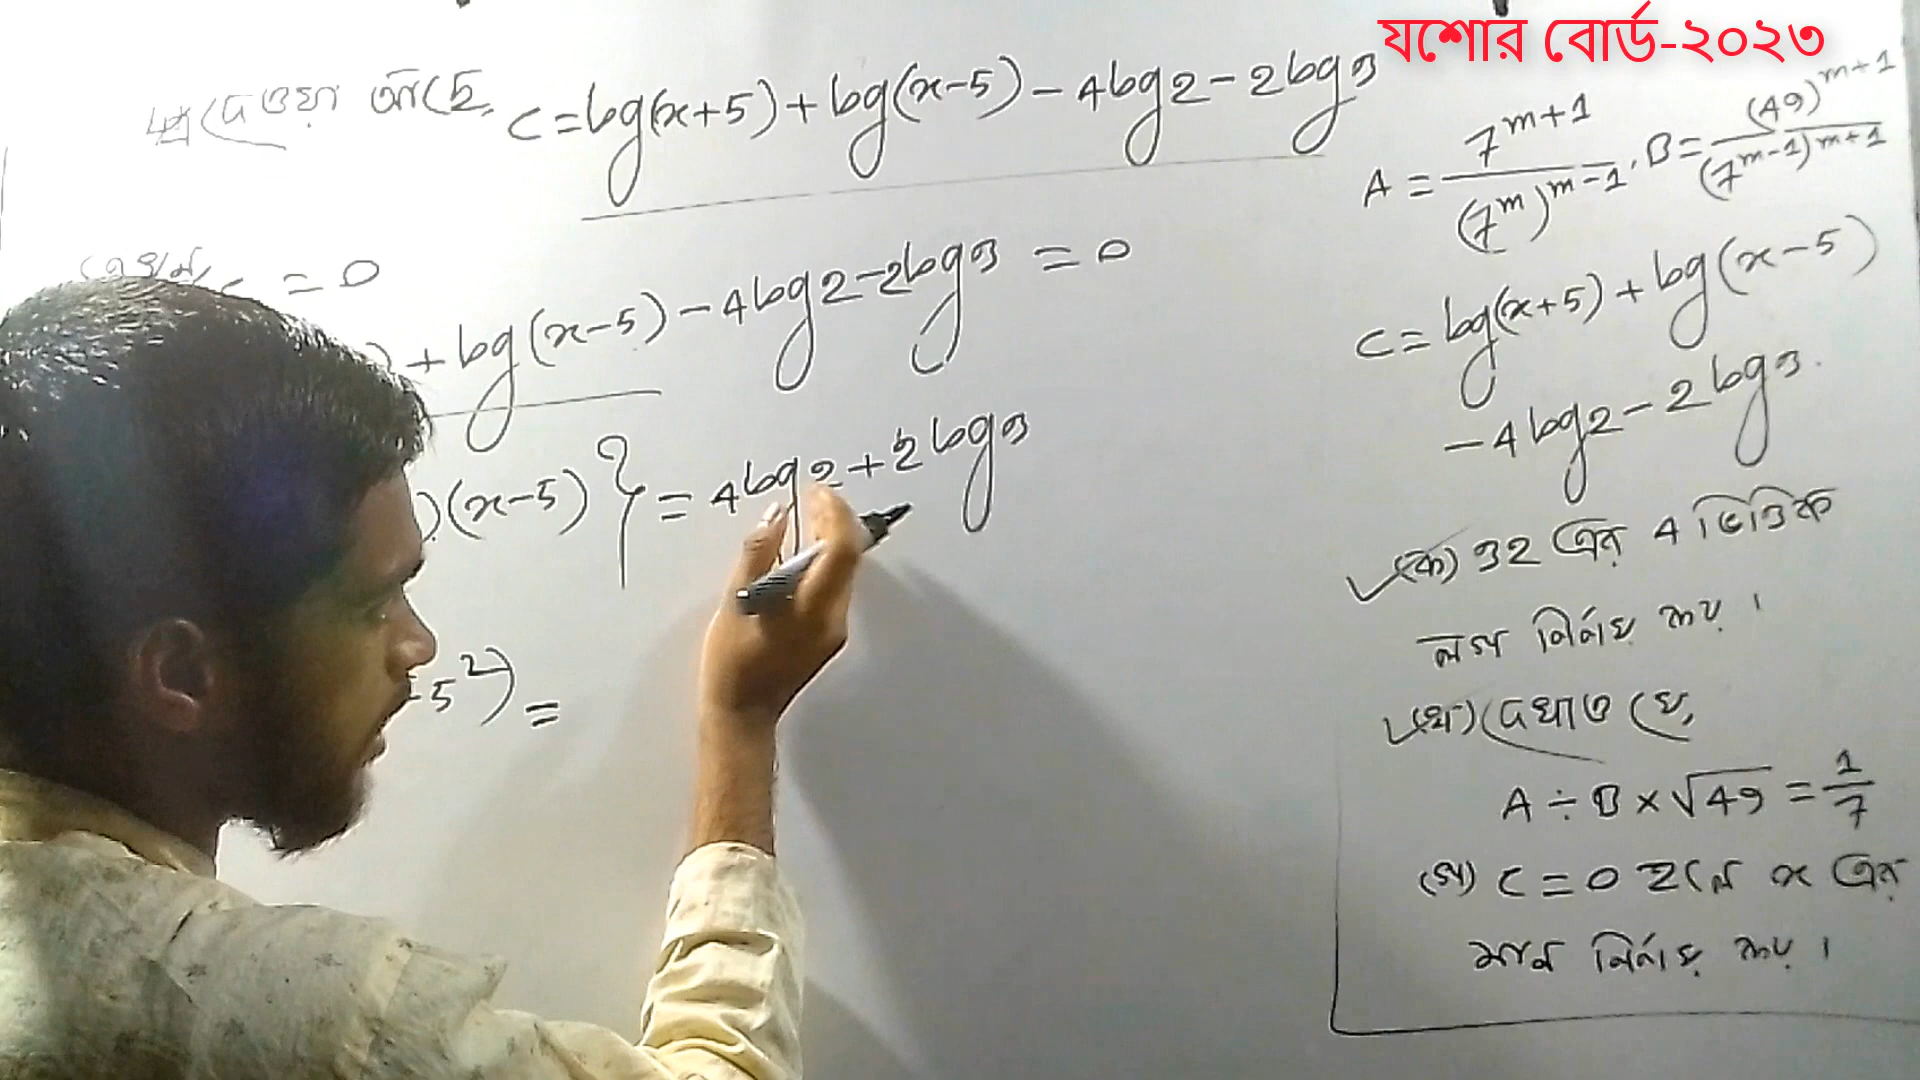 যশোর বোর্ড-২০২৩
দেওয়া আছে, C=log(x+5)+log(x-5)-4log2-2log3
= 0
+log(x-5)-4log2-2log3 = 0
)(x-5)} = 4log2+2log3
-5²) =
A = 7^(m+1)/(7^m)^(m-1), B = (49)^(m+1)/(7^(m-1))^(m+1)
C = log(x+5)+log(x-5)
-4log2-2log3.
(ক) 32 এর 4 ভিত্তিক
লগ নির্ণয় কর।
(খ) দেখাও যে,
A÷B×√49 = 1/7
(গ) C=0 হলে x এর
মান নির্ণয় কর।